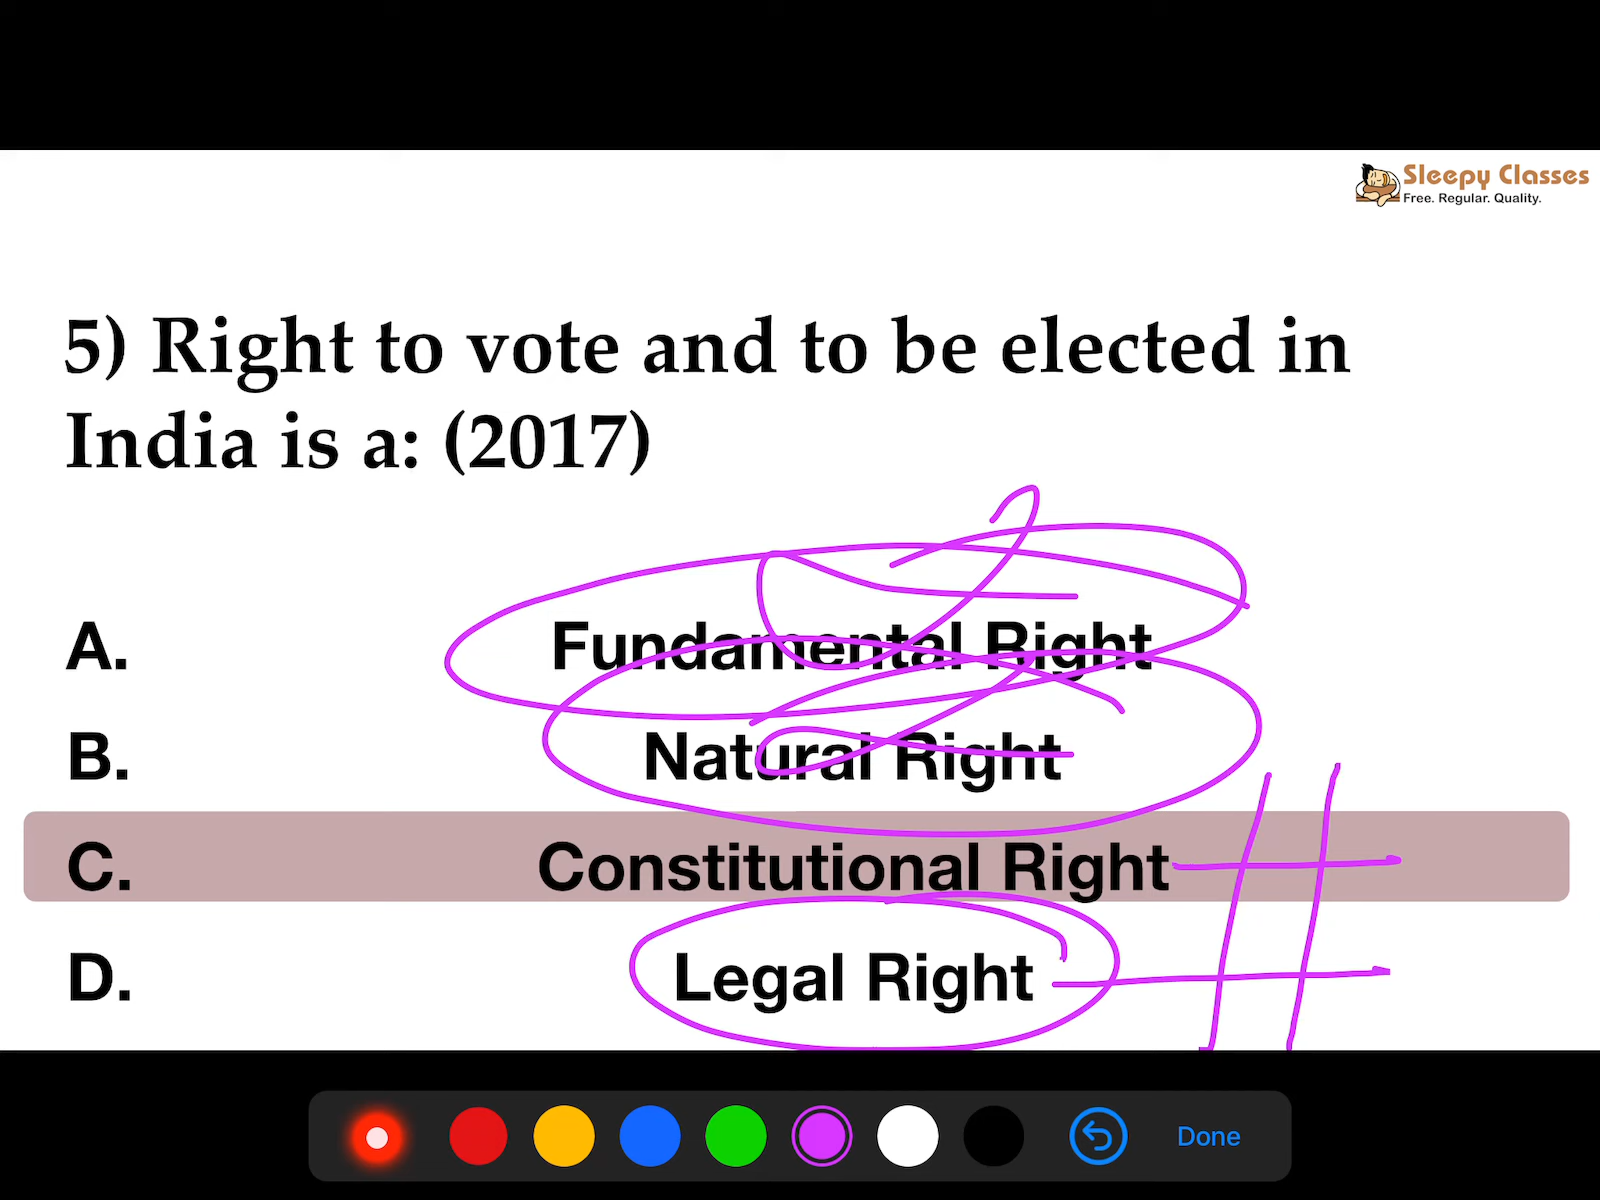 Sleepy Classes
Free. Regular. Quality.
5) Right to vote and to be elected in
India is a: (2017)
A. Fundamental Right
B. Natural Right
C. Constitutional Right
D. Legal Right
Done